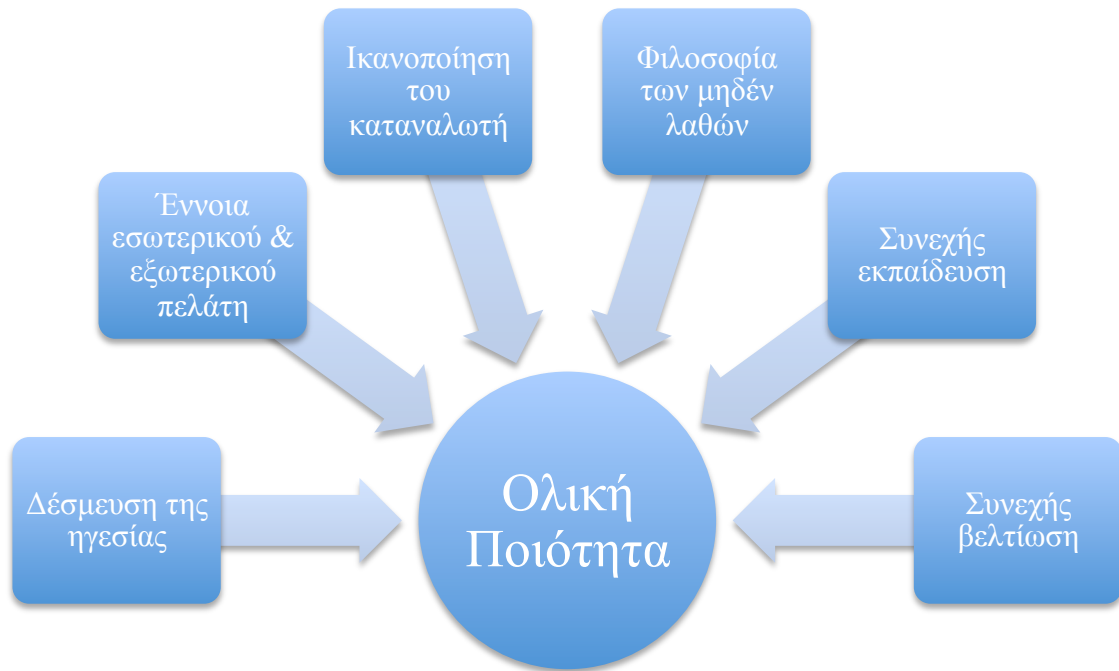 Ικανοποίηση
του
καταναλωτή
Φιλοσοφία
των μηδέν
λαθών
Έννοια
εσωτερικού &
εξωτερικού
πελάτη
Συνεχής
εκπαίδευση
Δέσμευση της
ηγεσίας
Ολική
Ποιότητα
Συνεχής
βελτίωση